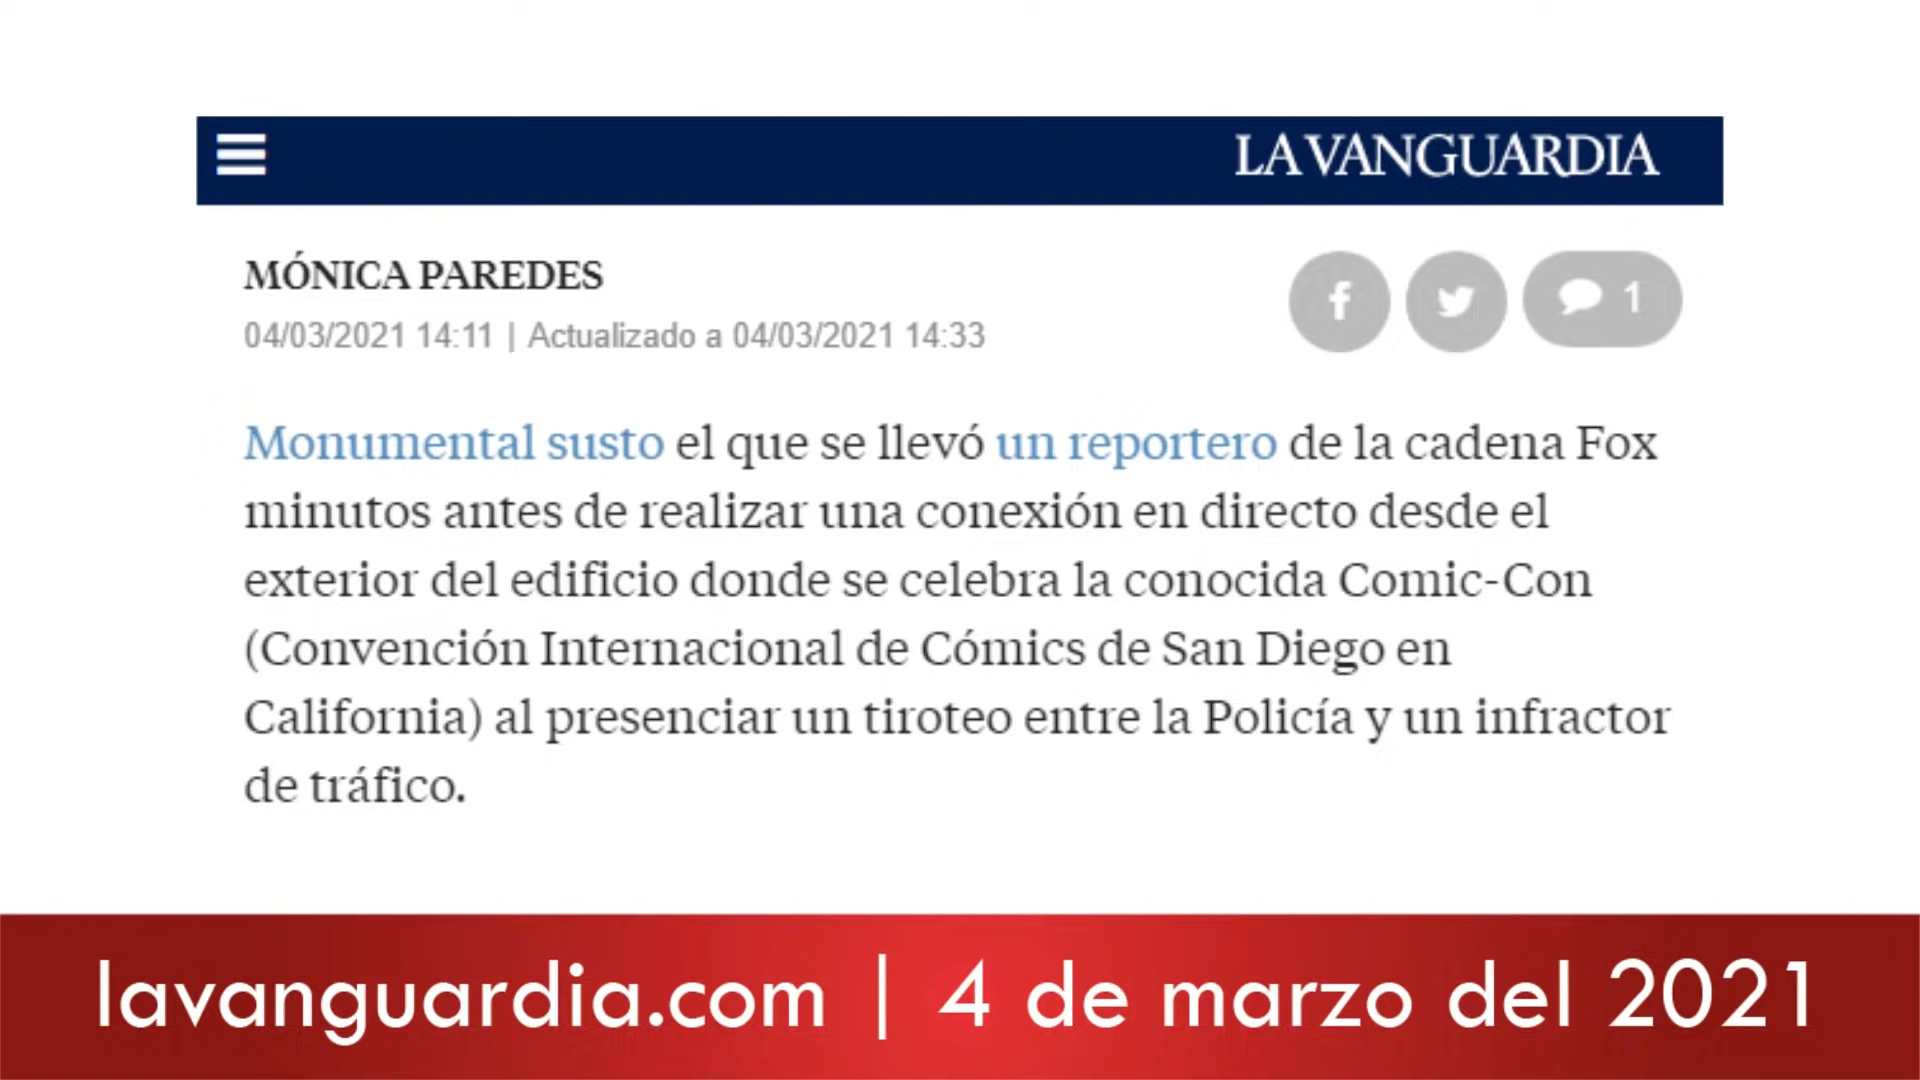 LA VANGUARDIA
MÓNICA PAREDES
04/03/2021 14:11 | Actualizado a 04/03/2021 14:33
1
Monumental susto el que se llevó un reportero de la cadena Fox
minutos antes de realizar una conexión en directo desde el
exterior del edificio donde se celebra la conocida Comic-Con
(Convención Internacional de Cómics de San Diego en
California) al presenciar un tiroteo entre la Policía y un infractor
de tráfico.
lavanguardia.com | 4 de marzo del 2021